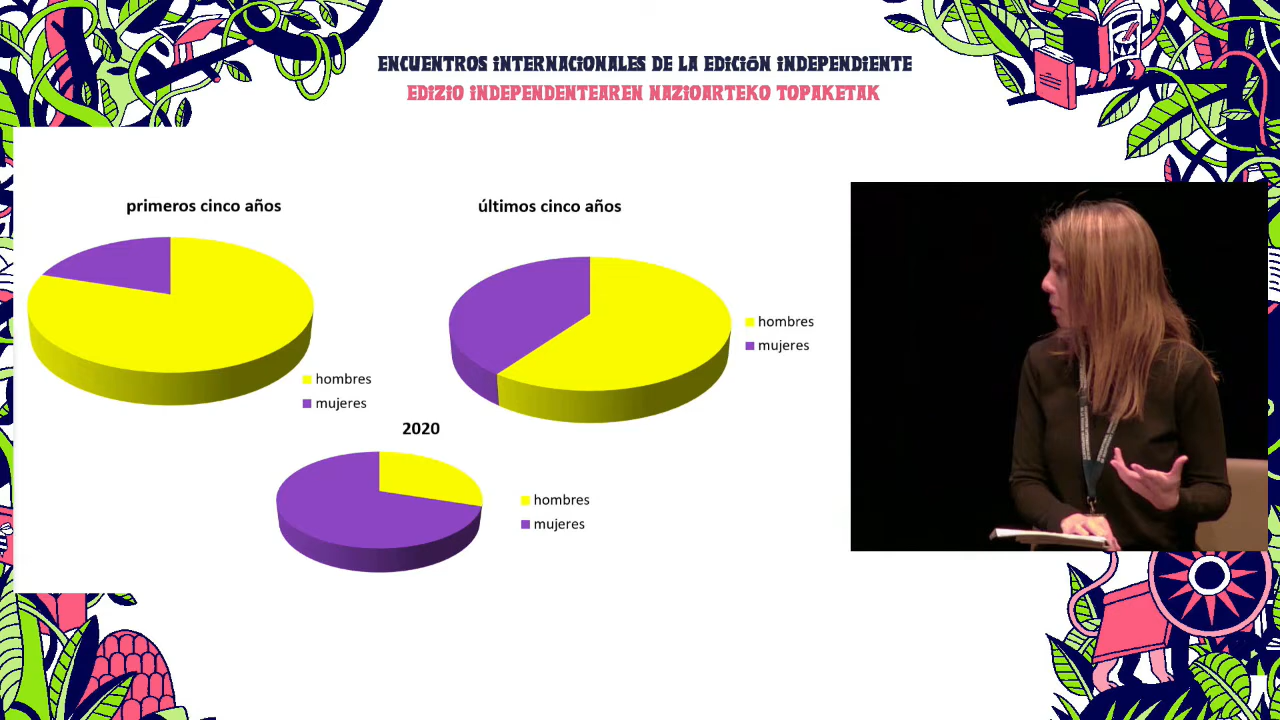 ENCUENTROS INTERNACIONALES DE LA EDICIÓN INDEPENDIENTE
EDIZIO INDEPENDENTEAREN NAZIOARTEKO TOPAKETAK
primeros cinco años
hombres
mujeres
últimos cinco años
hombres
mujeres
2020
hombres
mujeres